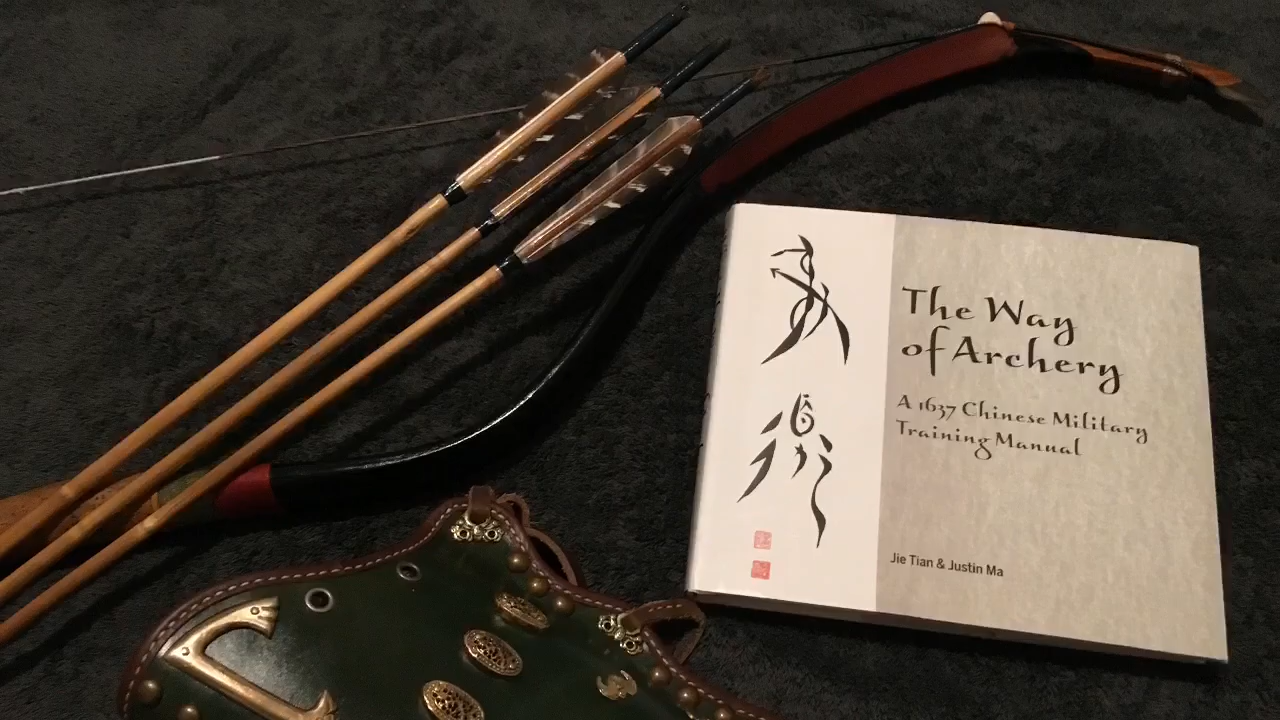 The Way
of Archery
A 1637 Chinese Military
Training Manual
Jie Tian & Justin Ma